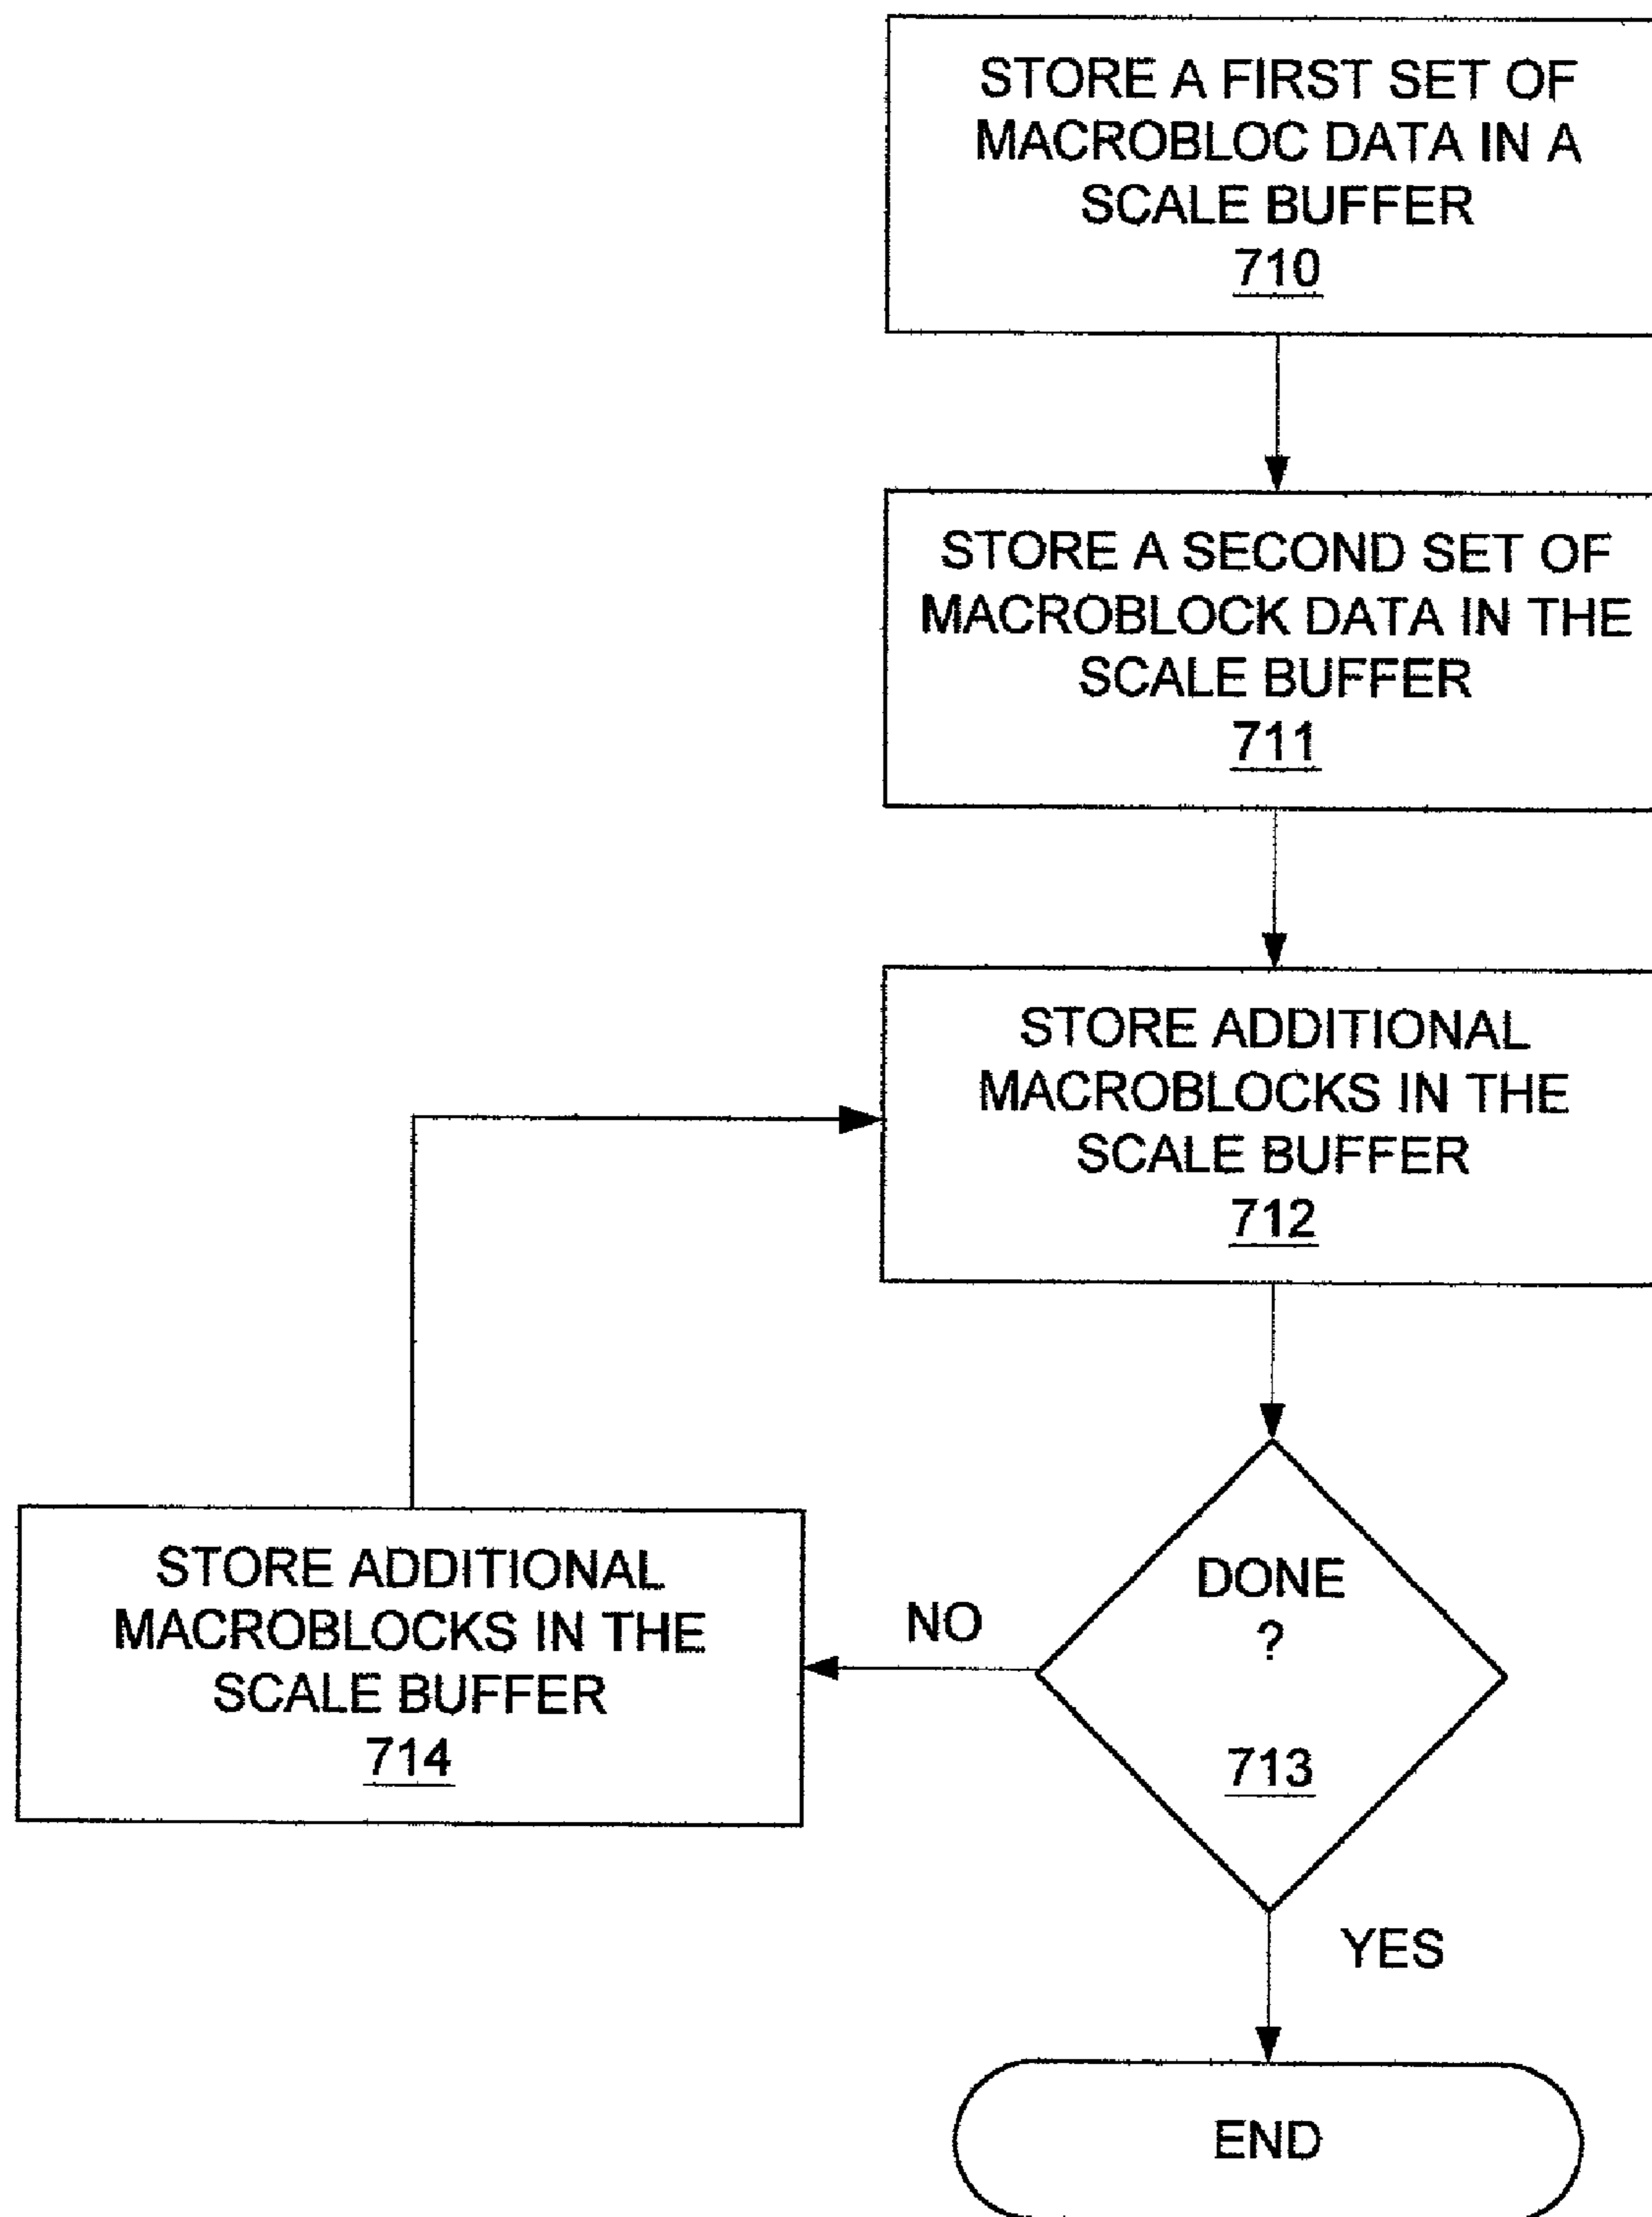 STORE A FIRST SET OF
MACROBLOC DATA IN A
SCALE BUFFER
710
STORE A SECOND SET OF
MACROBLOCK DATA IN THE
SCALE BUFFER
711
STORE ADDITIONAL
MACROBLOCKS IN THE
SCALE BUFFER
712
DONE
?
713
NO
STORE ADDITIONAL
MACROBLOCKS IN THE
SCALE BUFFER
714
YES
END